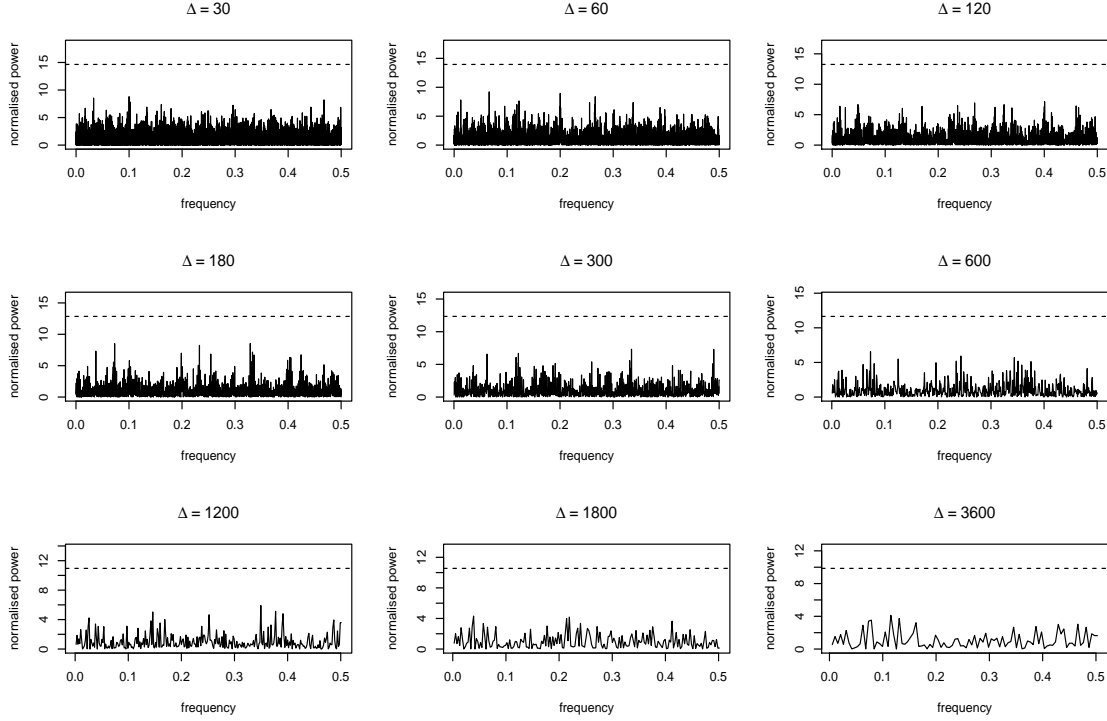 Δ = 30 Δ = 60 Δ = 120
normalised power normalised power normalised power
15 15 15
10 10 10
5 5 5
0 0 0
0.0 0.1 0.2 0.3 0.4 0.5 0.0 0.1 0.2 0.3 0.4 0.5 0.0 0.1 0.2 0.3 0.4 0.5
frequency frequency frequency
Δ = 180 Δ = 300 Δ = 600
normalised power normalised power normalised power
15 15 15
10 10 10
5 5 5
0 0 0
0.0 0.1 0.2 0.3 0.4 0.5 0.0 0.1 0.2 0.3 0.4 0.5 0.0 0.1 0.2 0.3 0.4 0.5
frequency frequency frequency
Δ = 1200 Δ = 1800 Δ = 3600
normalised power normalised power normalised power
12 12 12
8 8 8
4 4 4
0 0 0
0.0 0.1 0.2 0.3 0.4 0.5 0.0 0.1 0.2 0.3 0.4 0.5 0.0 0.1 0.2 0.3 0.4 0.5
frequency frequency frequency